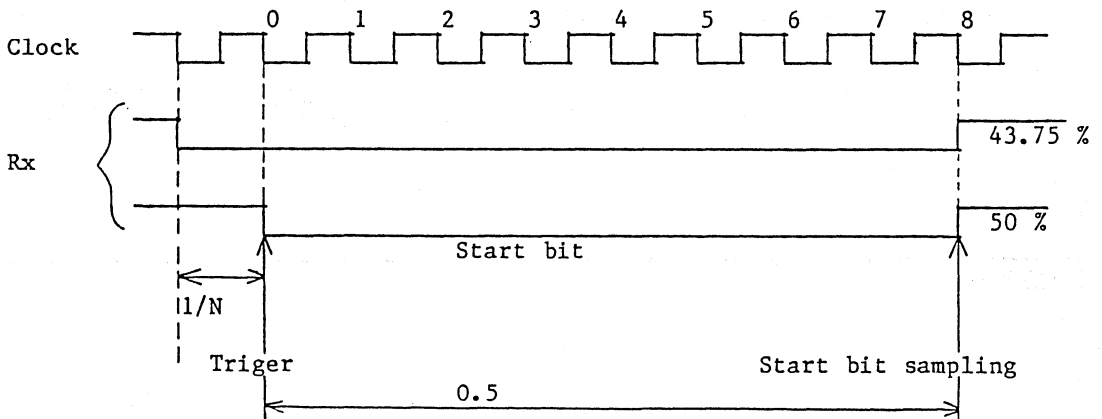 0 1 2 3 4 5 6 7 8
Clock
43.75 %
Rx
50 %
Start bit
1/N
Triger
Start bit sampling
0.5